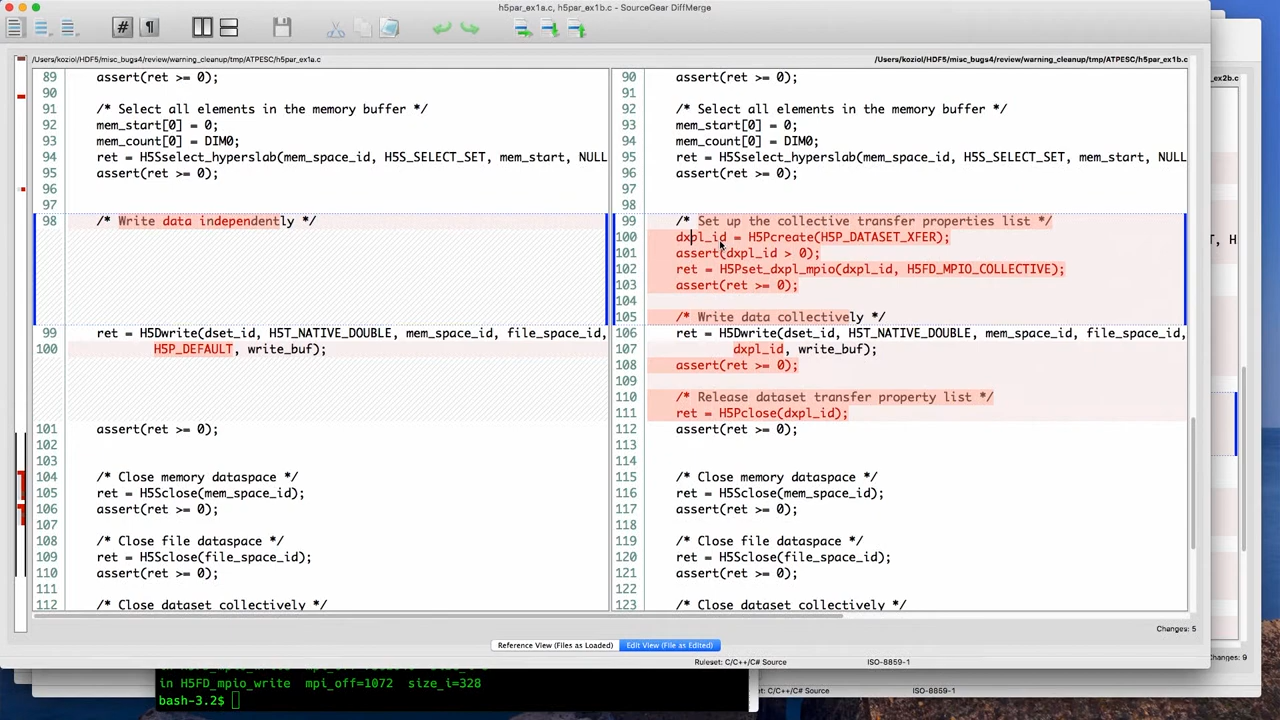 h5par_ex1a.c, h5par_ex1b.c - SourceGear DiffMerge
/Users/koziol/HDF5/misc_bugs4/review/warning_cleanup/tmp/ATPESC/h5par_ex1a.c
/Users/koziol/HDF5/misc_bugs4/review/warning_cleanup/tmp/ATPESC/h5par_ex1b.c
89 assert(ret >= 0);
90
91 /* Select all elements in the memory buffer */
92 mem_start[0] = 0;
93 mem_count[0] = DIM0;
94 ret = H5Sselect_hyperslab(mem_space_id, H5S_SELECT_SET, mem_start, NULL
95 assert(ret >= 0);
96
97
98 /* Write data independently */
99 ret = H5Dwrite(dset_id, H5T_NATIVE_DOUBLE, mem_space_id, file_space_id,
100 H5P_DEFAULT, write_buf);
101 assert(ret >= 0);
102
103
104 /* Close memory dataspace */
105 ret = H5Sclose(mem_space_id);
106 assert(ret >= 0);
107
108 /* Close file dataspace */
109 ret = H5Sclose(file_space_id);
110 assert(ret >= 0);
111
112 /* Close dataset collectively */
90 assert(ret >= 0);
91
92 /* Select all elements in the memory buffer */
93 mem_start[0] = 0;
94 mem_count[0] = DIM0;
95 ret = H5Sselect_hyperslab(mem_space_id, H5S_SELECT_SET, mem_start, NULL
96 assert(ret >= 0);
97
98
99 /* Set up the collective transfer properties list */
100 dxpl_id = H5Pcreate(H5P_DATASET_XFER);
101 assert(dxpl_id > 0);
102 ret = H5Pset_dxpl_mpio(dxpl_id, H5FD_MPIO_COLLECTIVE);
103 assert(ret >= 0);
104
105 /* Write data collectively */
106 ret = H5Dwrite(dset_id, H5T_NATIVE_DOUBLE, mem_space_id, file_space_id,
107 dxpl_id, write_buf);
108 assert(ret >= 0);
109
110 /* Release dataset transfer property list */
111 ret = H5Pclose(dxpl_id);
112 assert(ret >= 0);
113
114
115 /* Close memory dataspace */
116 ret = H5Sclose(mem_space_id);
117 assert(ret >= 0);
118
119 /* Close file dataspace */
120 ret = H5Sclose(file_space_id);
121 assert(ret >= 0);
122
123 /* Close dataset collectively */
_ex2b.c
, H
Changes: 5
Reference View (Files as Loaded)
Edit View (File as Edited)
Ruleset: C/C++/C# Source
ISO-8859-1
hanges: 9
in H5FD_mpio_write mpi_off=1072 size_i=328
bash-3.2$
C/C++/C# Source
ISO-8859-1